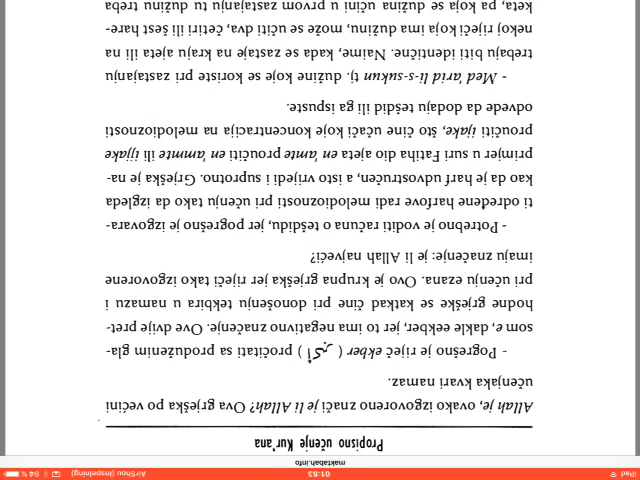 iPad 01:53 AirShou (Inspelning) 94 %
maktabah.info
Propisno učenje Kur'ana
Allah je, ovako izgovoreno znači je li Allah? Ova grješka po većini
učenjaka kvari namaz.
- Pogrešno je riječ ekber ( أكبر ) pročitati sa produženim gla-
som e, dakle eekber, jer to ima negativno značenje. Ove dvije pret-
hodne grješke se katkad čine pri donošenju tekbira u namazu i
pri učenju ezana. Ovo je krupna grješka jer riječi tako izgovorene
imaju značenje: je li Allah najveći?
- Potrebno je voditi računa o tešdidu, jer pogrešno je izgovara-
ti određene harfove radi melodioznosti pri učenju tako da izgleda
kao da je harf udvostručen, a isto vrijedi i suprotno. Grješka je na-
primjer u suri Fatiha dio ajeta en'amte proučiti en'ammte ili ijjake
proučiti ijake, što čine učači koje koncentracija na melodioznosti
odvede da dodaju tešdid ili ga ispuste.
- Med 'arid li-s-sukun tj. dužine koje se koriste pri zastajanju
trebaju biti identične. Naime, kada se zastaje na kraju ajeta ili na
nekoj riječi koja ima dužinu, može se učiti dva, četiri ili šest hare-
keta, pa koja se dužina učini u prvom zastajanju tu dužinu treba